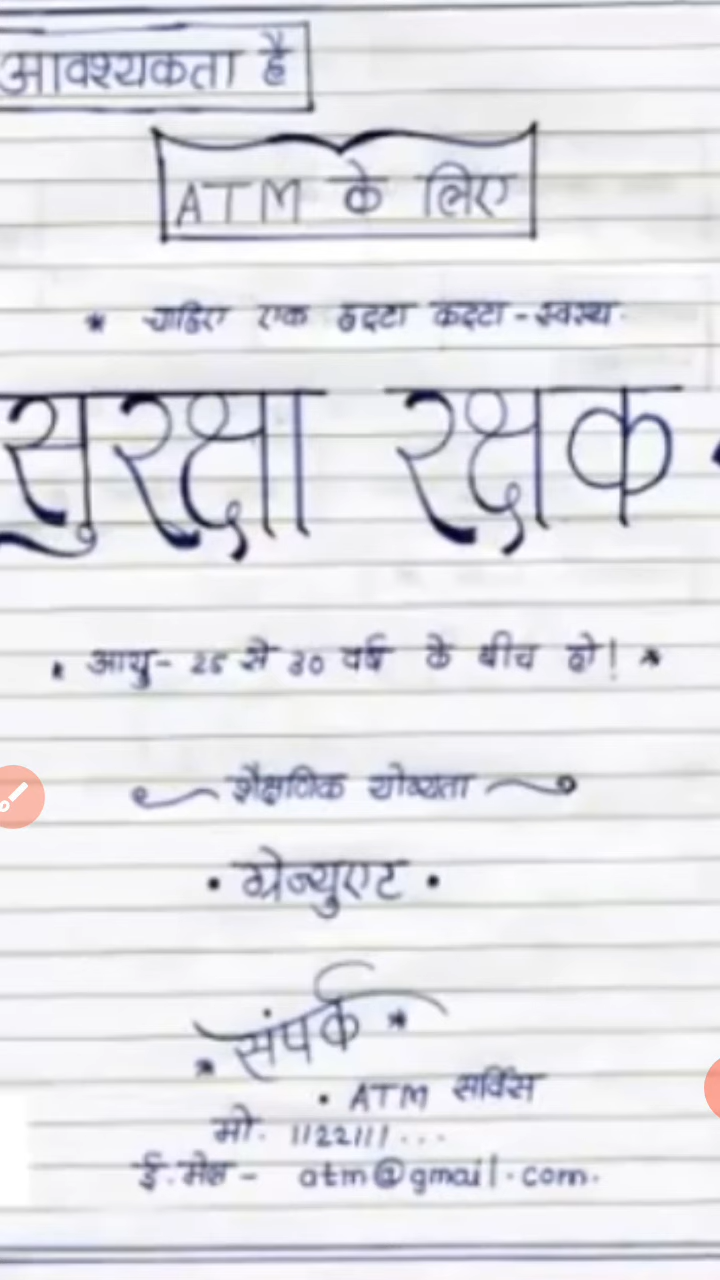 आवश्यकता है
ATM के लिए
* चाहिए एक हट्टा कट्टा - स्वस्थ
सुरक्षा रक्षक
* आयु - 25 से 30 वर्ष के बीच हो! *
शैक्षणिक योग्यता
• ग्रेज्युएट •
* संपर्क *
• ATM सर्विस
मो. 1122111...
ई.मेल - atm@gmail.com.